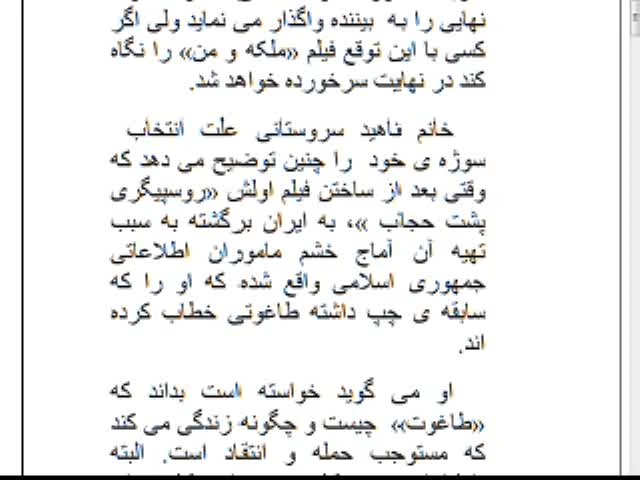 نهایی را به بیننده واگذار می نماید ولی اگر
کسی با این توقع فیلم «ملکه و من» را نگاه
کند در نهایت سرخورده خواهد شد.
خانم ناهید سروستانی علت انتخاب
سوژه ی خود را چنین توضیح می دهد که
وقتی بعد از ساختن فیلم اولش «روسپیگری
پشت حجاب »، به ایران برگشته به سبب
تهیه آن آماج خشم ماموران اطلاعاتی
جمهوری اسلامی واقع شده که او را که
سابقه ی چپ داشته طاغوتی خطاب کرده
اند.
او می گوید خواسته است بداند که
«طاغوت» چیست و چگونه زندگی می کند
که مستوجب حمله و انتقاد است. البته